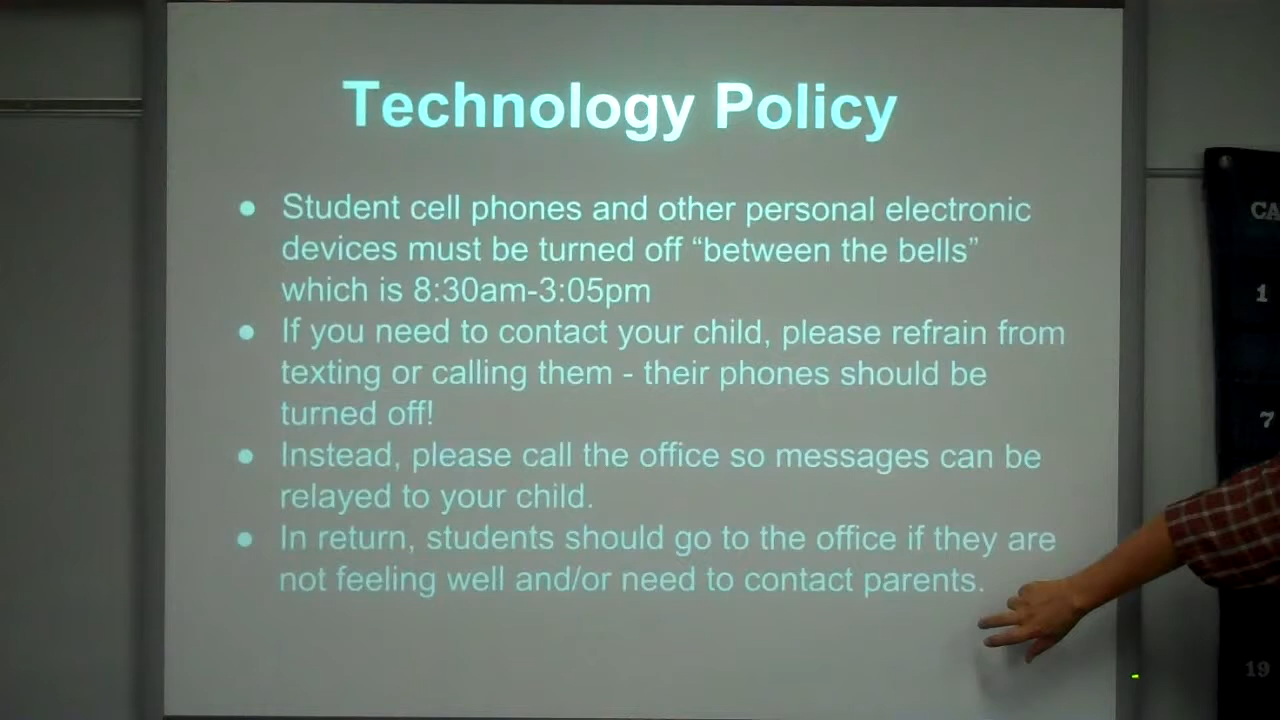 Technology Policy
● Student cell phones and other personal electronic
devices must be turned off “between the bells”
which is 8:30am-3:05pm
● If you need to contact your child, please refrain from
texting or calling them - their phones should be
turned off!
● Instead, please call the office so messages can be
relayed to your child.
● In return, students should go to the office if they are
not feeling well and/or need to contact parents.
CA
1
7
19